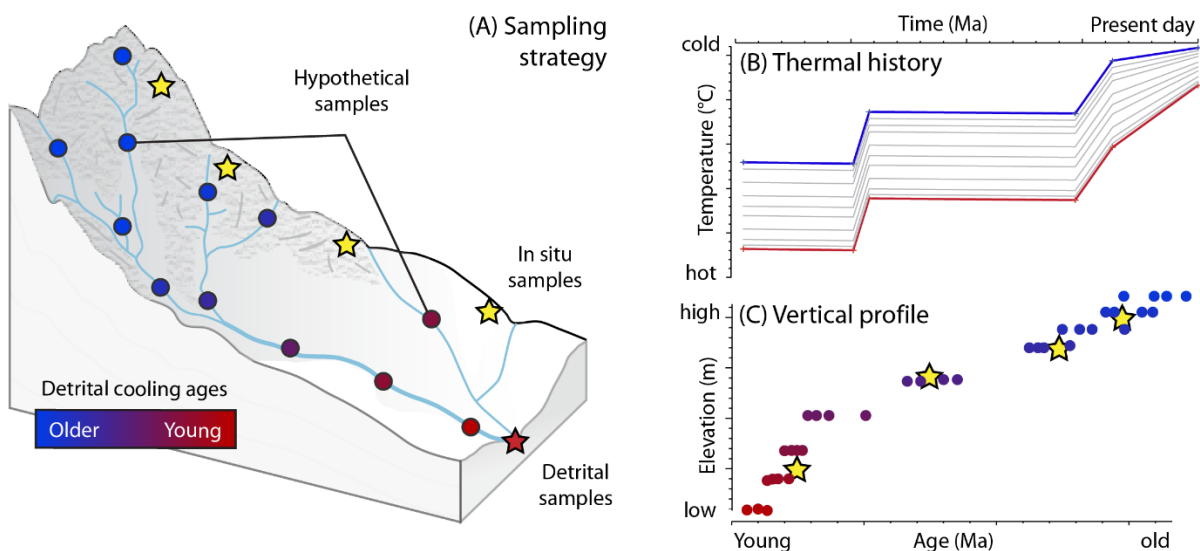 (A) Sampling
strategy
Hypothetical
samples
In situ
samples
Detrital cooling ages
Older
Young
Detrital
samples
Time (Ma)
Present day
cold
(B) Thermal history
Temperature (°C)
hot
high
(C) Vertical profile
Elevation (m)
low
Young
Age (Ma)
old